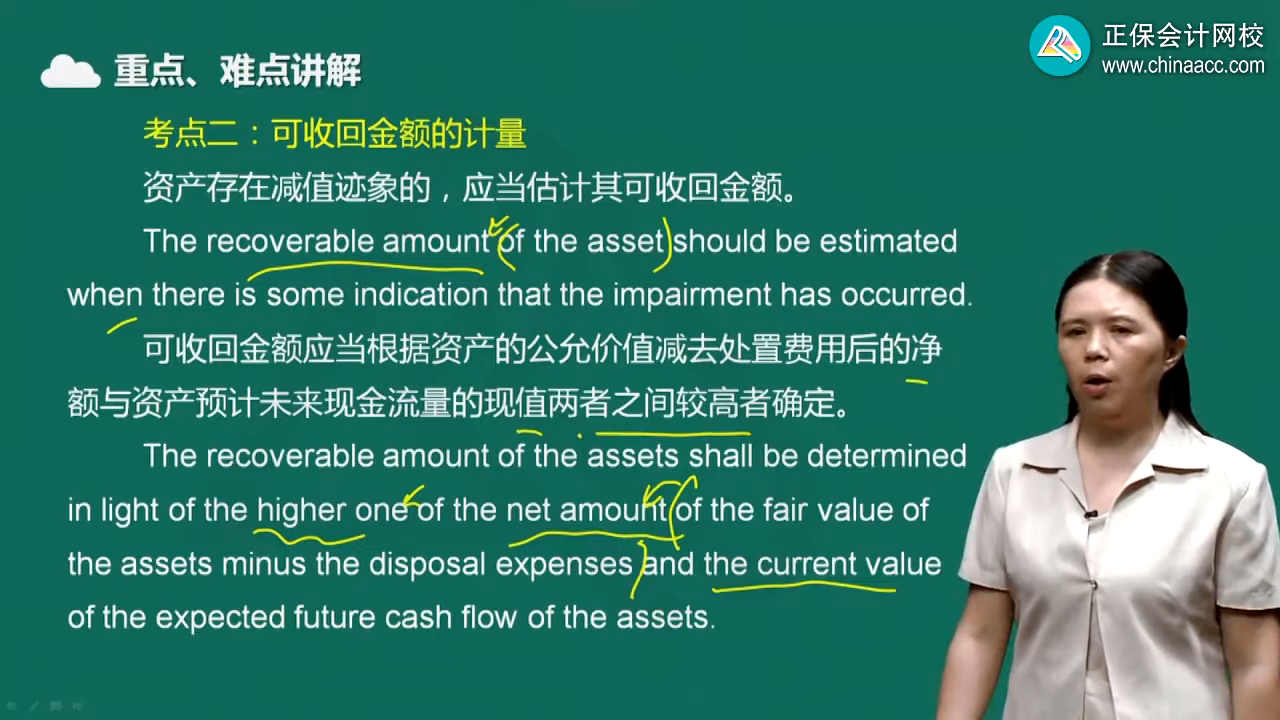 正保会计网校
www.chinaacc.com
重点、难点讲解
考点二：可收回金额的计量
资产存在减值迹象的，应当估计其可收回金额。
The recoverable amount of the asset should be estimated
when there is some indication that the impairment has occurred.
可收回金额应当根据资产的公允价值减去处置费用后的净
额与资产预计未来现金流量的现值两者之间较高者确定。
The recoverable amount of the assets shall be determined
in light of the higher one of the net amount of the fair value of
the assets minus the disposal expenses and the current value
of the expected future cash flow of the assets.